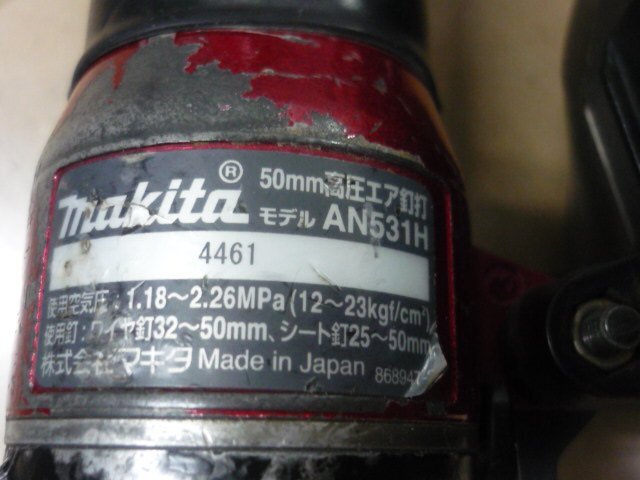 makita® 50mm高圧エア釘打
モデル AN531H
4461
使用空気圧：1.18～2.26MPa (12～23kgf/cm²)
使用釘：ワイヤ釘32～50mm、シート釘25～50mm
株式会社マキタ Made in Japan 868947